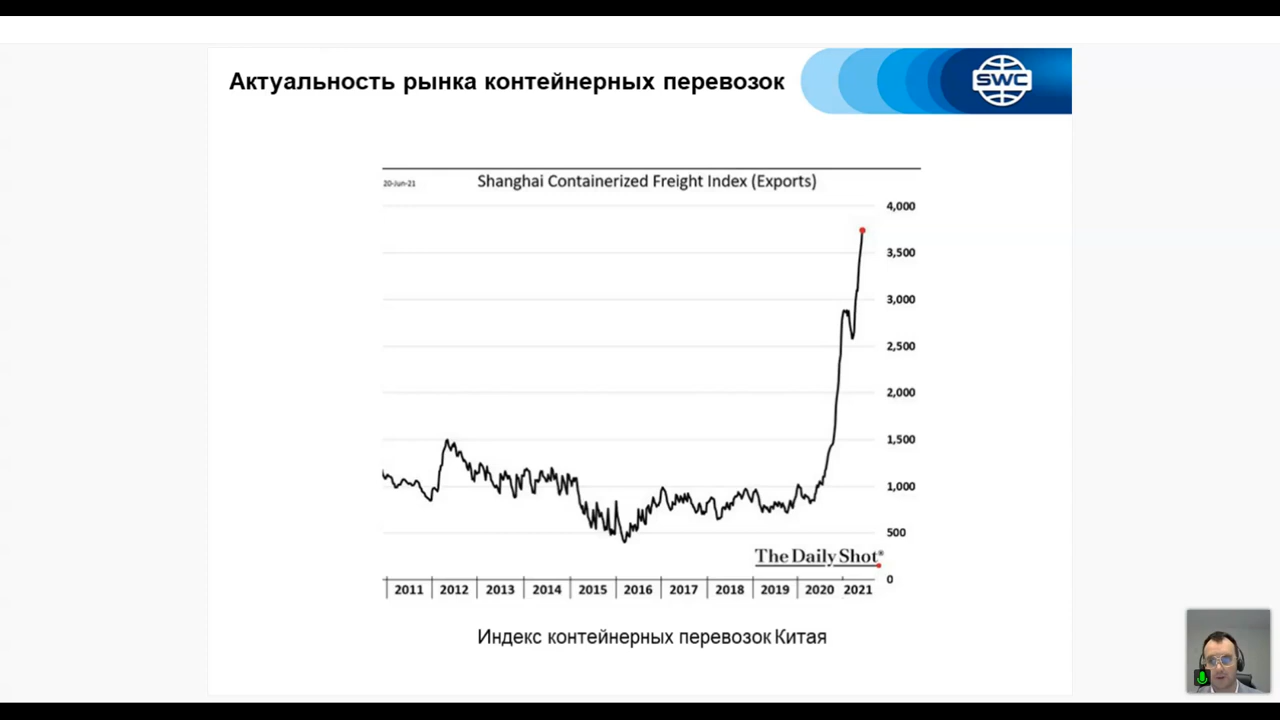 Актуальность рынка контейнерных перевозок
SWC
20-Jun-21
Shanghai Containerized Freight Index (Exports)
4,000
3,500
3,000
2,500
2,000
1,500
1,000
500
The Daily Shot®
0
2011 2012 2013 2014 2015 2016 2017 2018 2019 2020 2021
Индекс контейнерных перевозок Китая